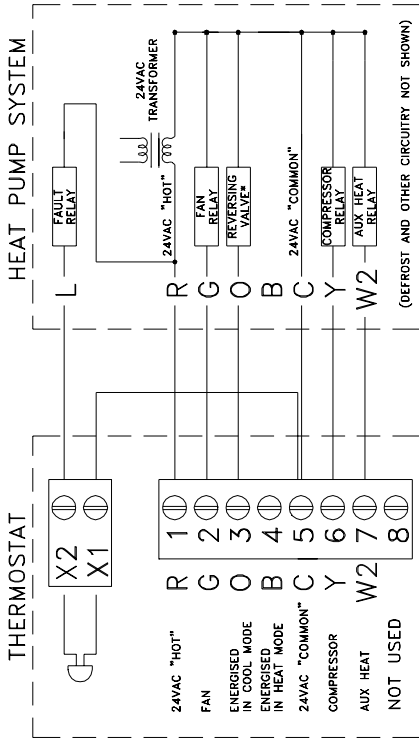 HEAT PUMP SYSTEM
24VAC
TRANSFORMER
FAULT
RELAY
L
24VAC "HOT"
R
FAN
RELAY
G
REVERSING
VALVE*
O
B
24VAC "COMMON"
C
COMPRESSOR
RELAY
Y
AUX HEAT
RELAY
W2
(DEFROST AND OTHER CIRCUITRY NOT SHOWN)
THERMOSTAT
X2
X1
24VAC "HOT" R 1
FAN G 2
ENERGISED
IN COOL MODE O 3
ENERGISED
IN HEAT MODE B 4
24VAC "COMMON" C 5
COMPRESSOR Y 6
AUX HEAT W2 7
NOT USED 8